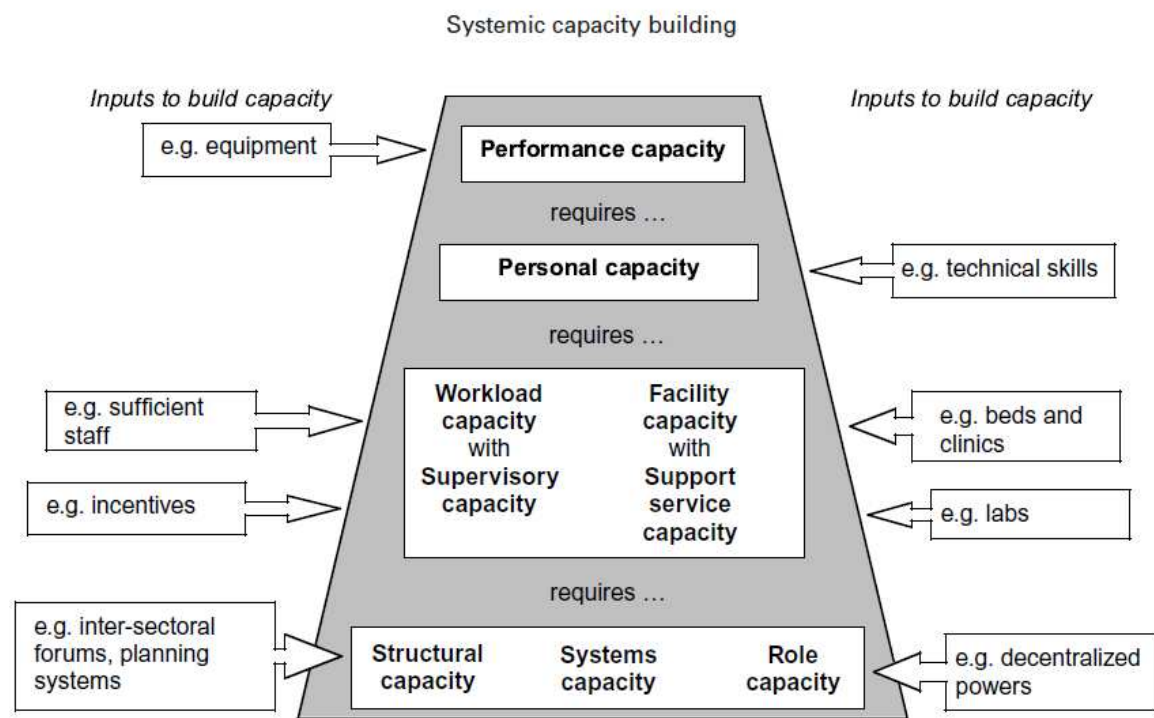 Systemic capacity building
Inputs to build capacity
Inputs to build capacity
e.g. equipment
Performance capacity
requires …
Personal capacity
e.g. technical skills
requires …
e.g. sufficient
staff
Workload
capacity
with
Supervisory
capacity
Facility
capacity
with
Support
service
capacity
e.g. beds and
clinics
e.g. incentives
e.g. labs
requires …
e.g. inter-sectoral
forums, planning
systems
Structural
capacity
Systems
capacity
Role
capacity
e.g. decentralized
powers